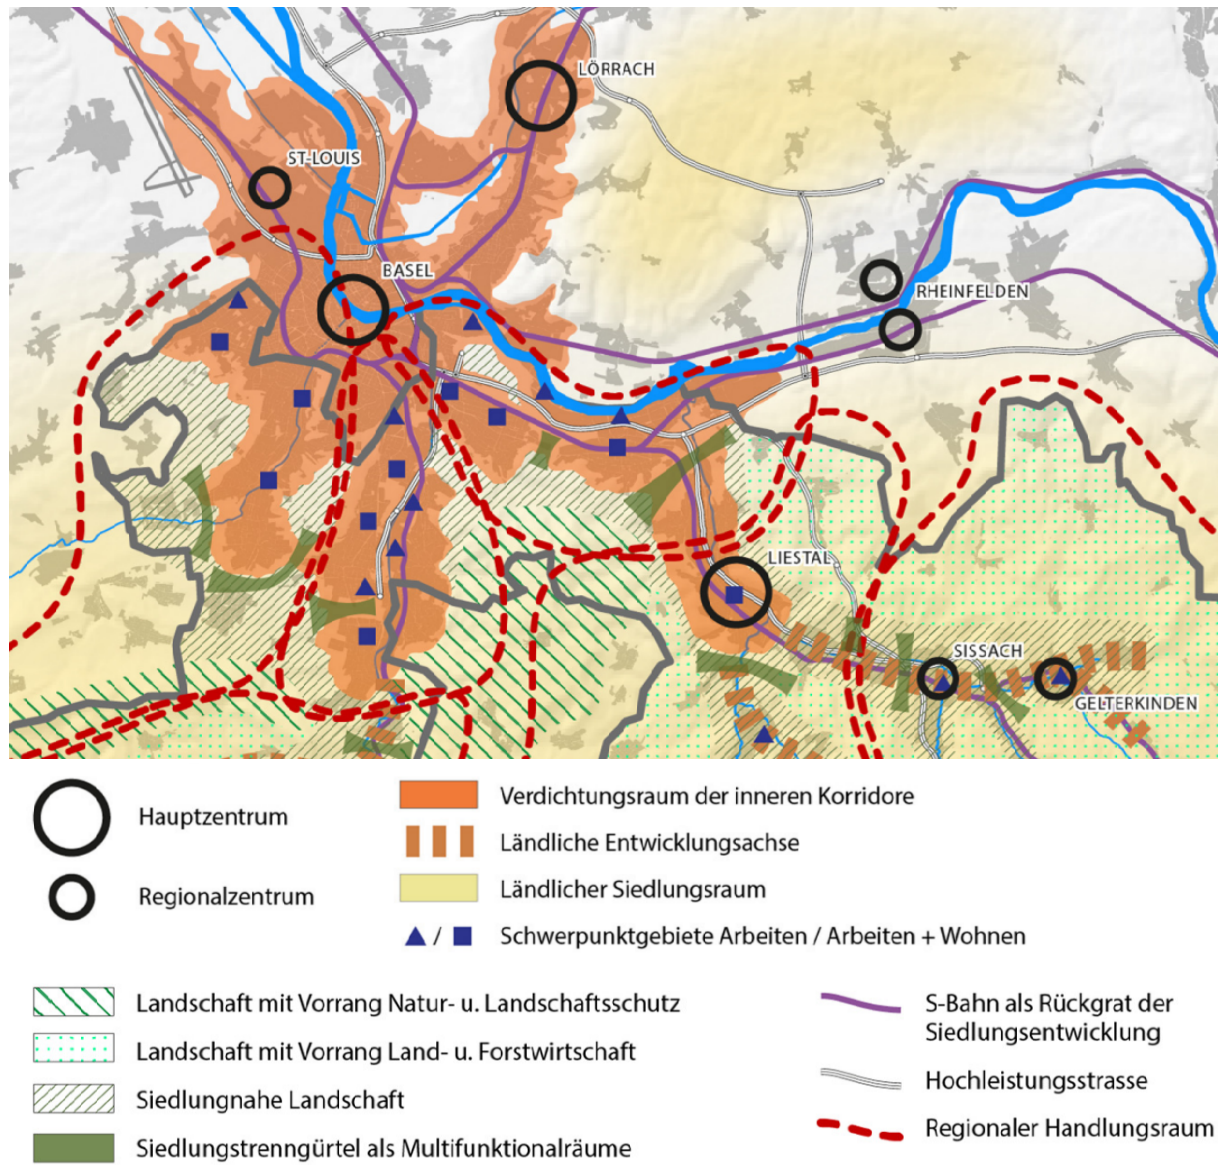 LÖRRACH
ST-LOUIS
BASEL
RHEINFELDEN
LIESTAL
SISSACH
GELTERKINDEN
Hauptzentrum
Regionalzentrum
Verdichtungsraum der inneren Korridore
Ländliche Entwicklungsachse
Ländlicher Siedlungsraum
/
Schwerpunktgebiete Arbeiten / Arbeiten + Wohnen
Landschaft mit Vorrang Natur- u. Landschaftsschutz
Landschaft mit Vorrang Land- u. Forstwirtschaft
Siedlungnahe Landschaft
Siedlungstrenngürtel als Multifunktionalräume
S-Bahn als Rückgrat der
Siedlungsentwicklung
Hochleistungsstrasse
Regionaler Handlungsraum